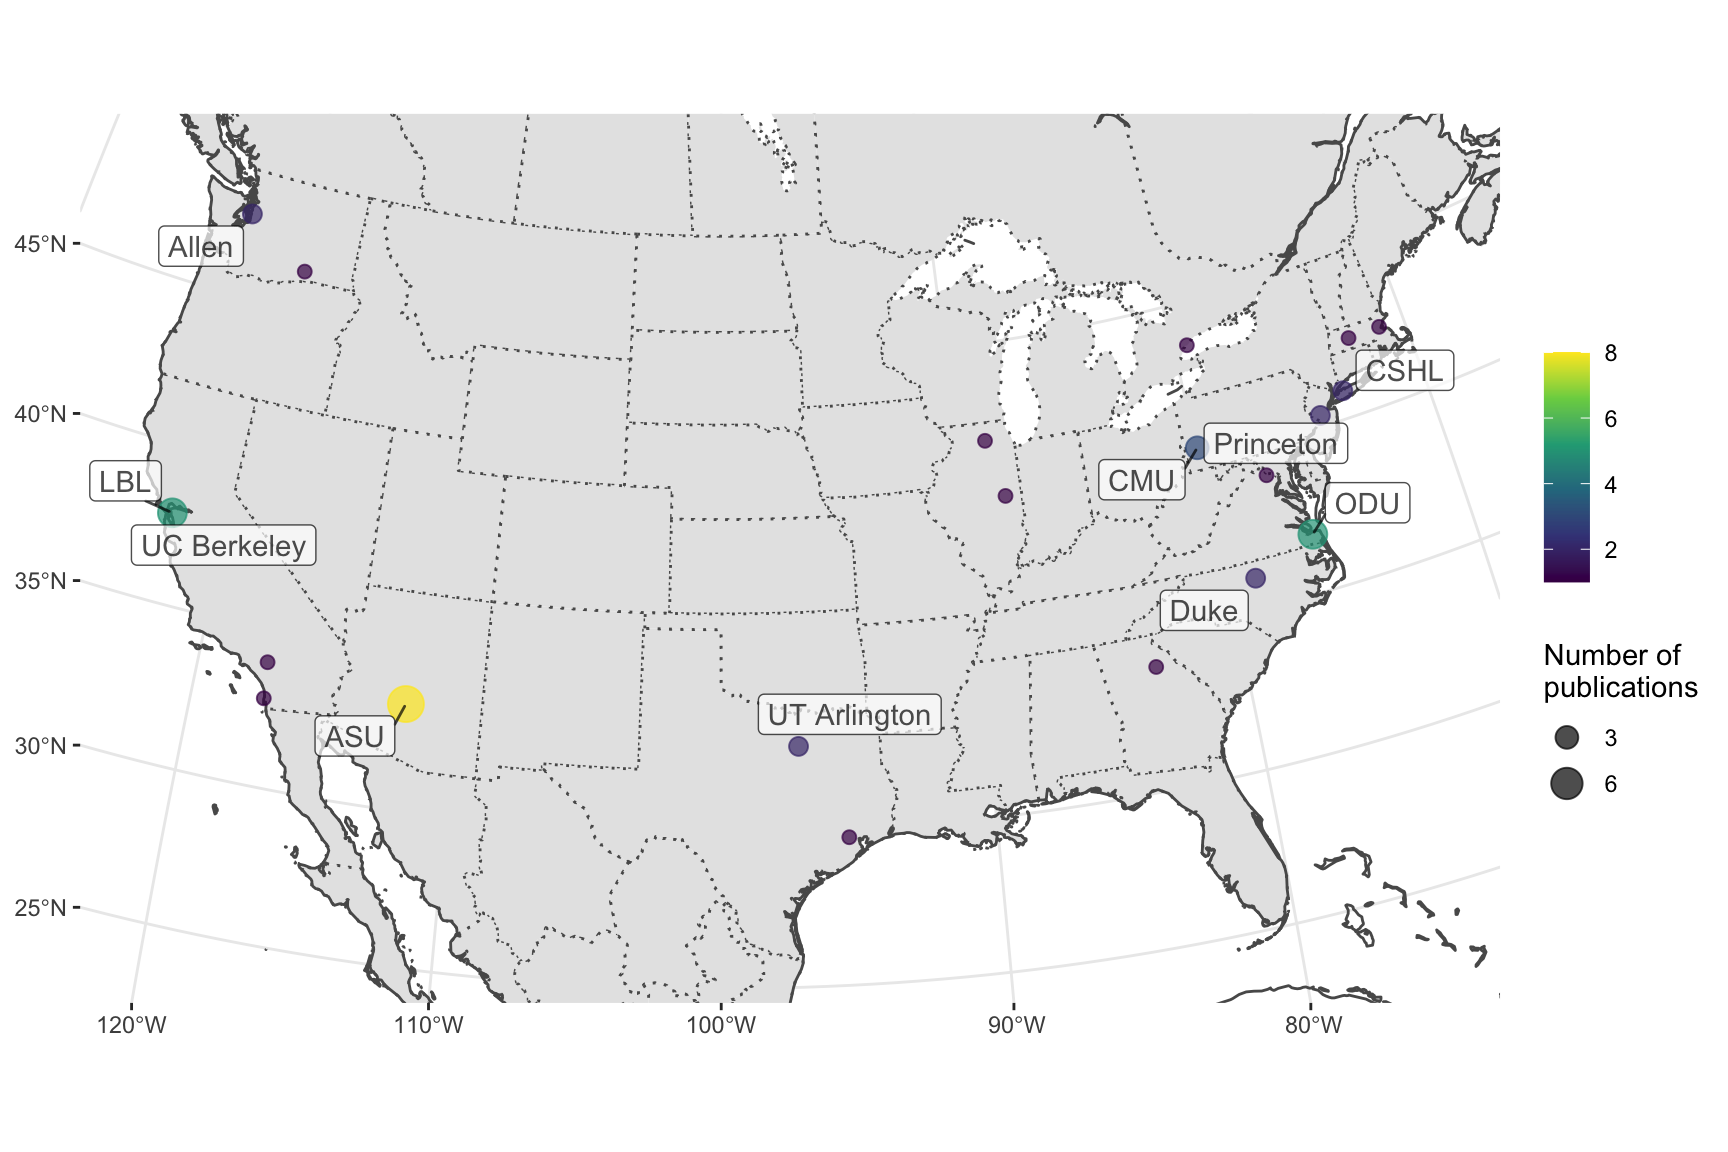 45°N
40°N
35°N
30°N
25°N
120°W
110°W
100°W
90°W
80°W
Allen
LBL
UC Berkeley
ASU
UT Arlington
CSHL
Princeton
CMU
ODU
Duke
8
6
4
2
Number of
publications
3
6